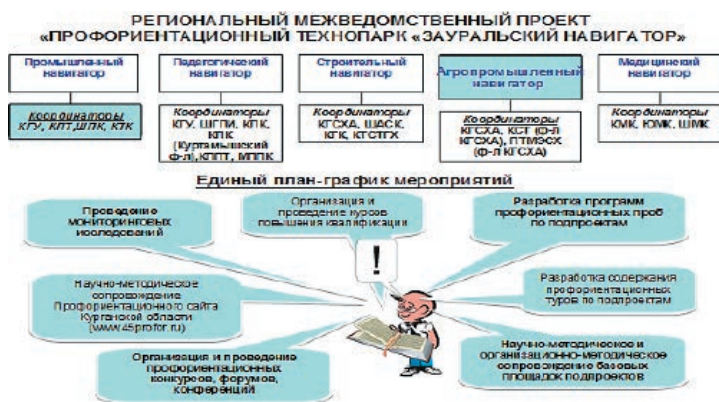 РЕГИОНАЛЬНЫЙ МЕЖВЕДОМСТВЕННЫЙ ПРОЕКТ
«ПРОФОРИЕНТАЦИОННЫЙ ТЕХНОПАРК «ЗАУРАЛЬСКИЙ НАВИГАТОР»
Промышленный
навигатор
Координаторы
КГУ, КПТ, ШПК, КТК
Педагогический
навигатор
Координаторы
КГУ, ШГПИ, КПК,
КПК
(Куртамышский
ф-л), КППТ, МППК
Строительный
навигатор
Координаторы
КГСХА, ШАСК,
КГК, КТСТГХ
Агропромышленный
навигатор
Координаторы
КГСХА, КСТ (ф-л
КГСХА), ПТМЭСХ
(ф-л КГСХА)
Медицинский
навигатор
Координаторы
КМК, ЮМК, ШМК
Единый план-график мероприятий
Проведение
мониторинговых
исследований
Организация и
проведение курсов
повышения квалификации
Разработка программ
профориентационных проб
по подпроектам
!
Научно-методическое
сопровождение
Профориентационного сайта
Курганской области
(www.45profor.ru)
Разработка содержания
профориентационных
туров по подпроектам
Организация и проведение
профориентационных
конкурсов, форумов,
конференций
Научно-методическое и
организационно-методическое
сопровождение базовых
площадок подпроектов